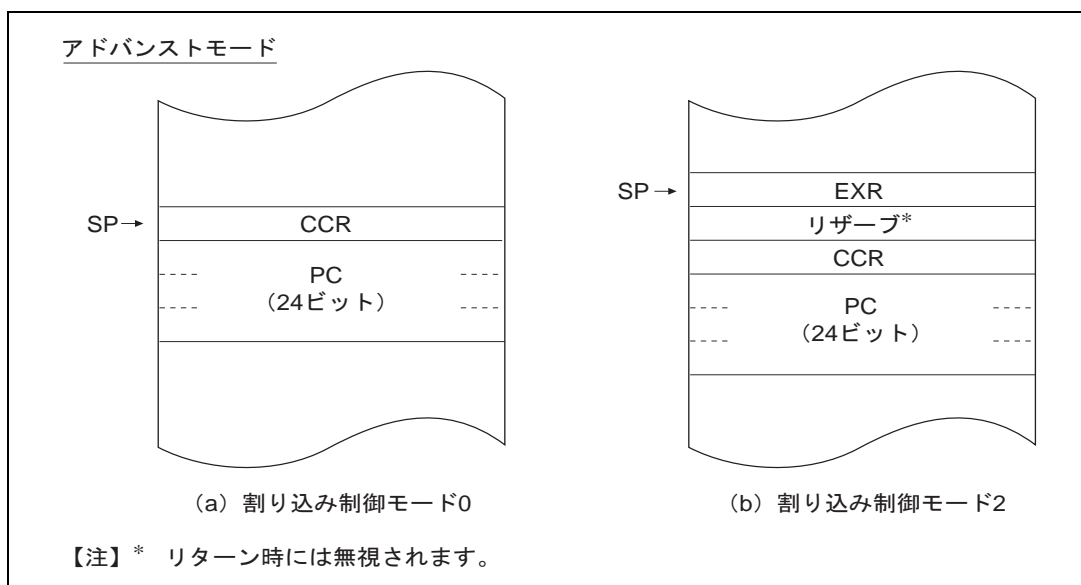 アドバンストモード
SP→
CCR
PC
（24ビット）
（a）割り込み制御モード0
SP→
EXR
リザーブ*
CCR
PC
（24ビット）
（b）割り込み制御モード2
【注】* リターン時には無視されます。